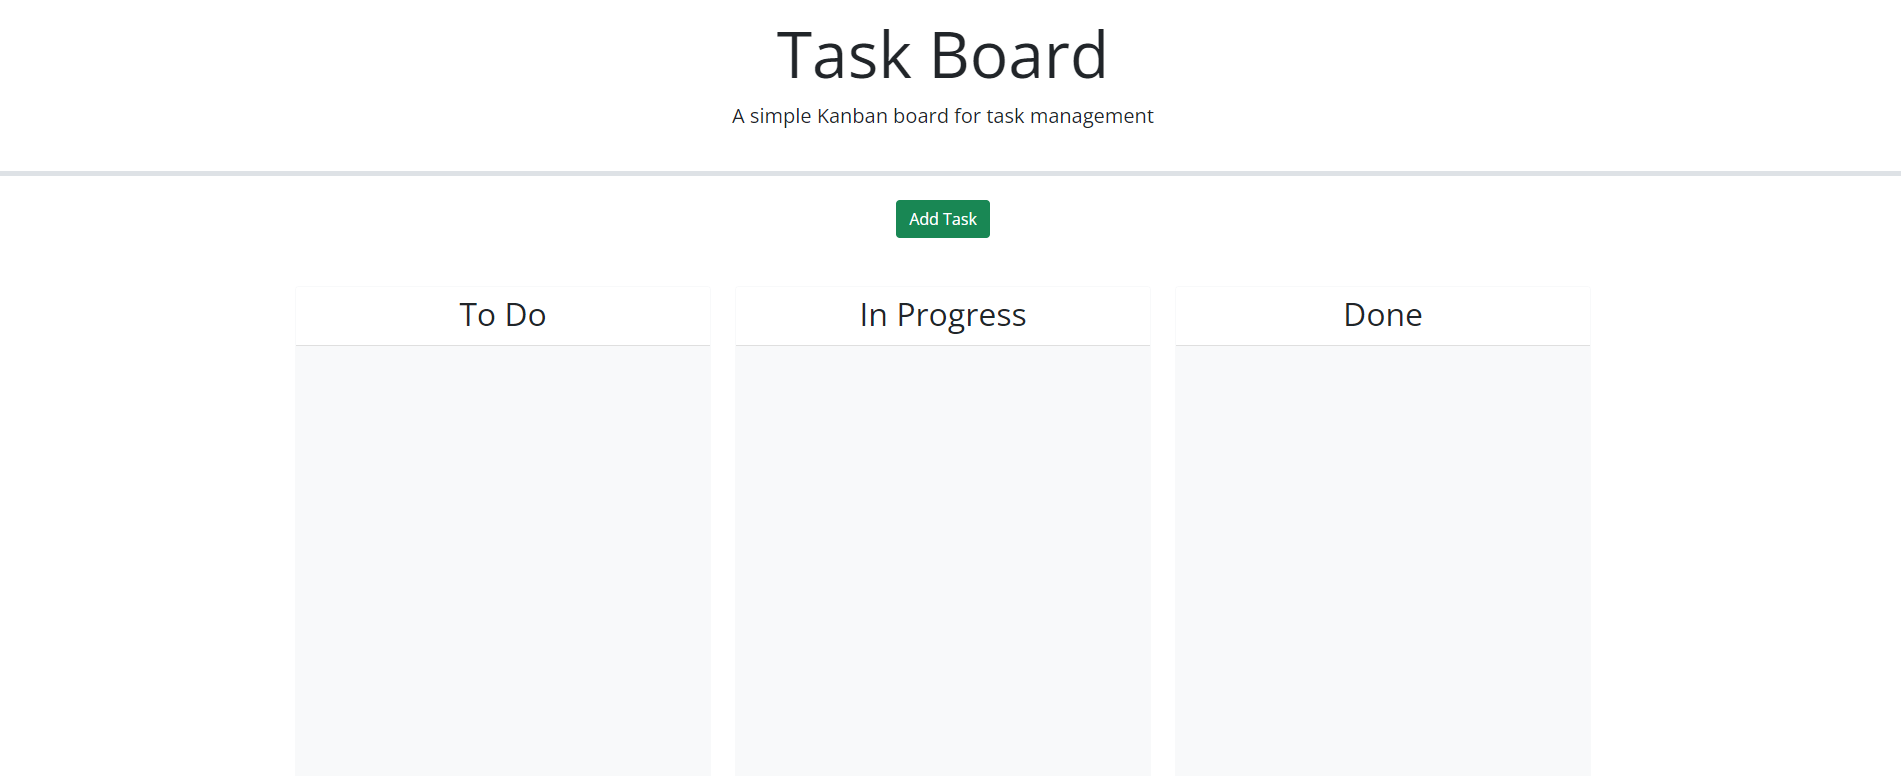 Task Board
A simple Kanban board for task management
Add Task
To Do
In Progress
Done